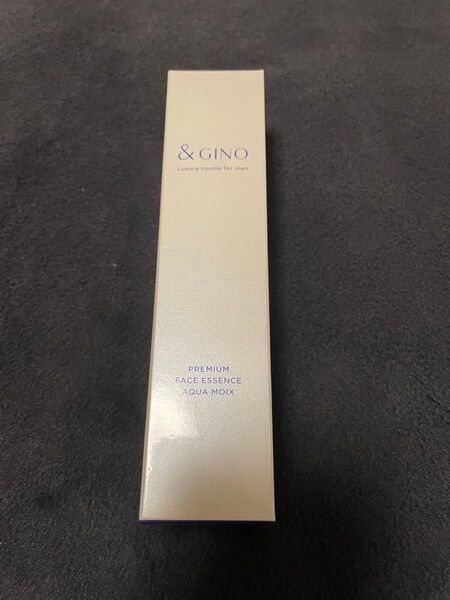 & GINO
Luxury cosme for men
PREMIUM
FACE ESSENCE
AQUA MOIX